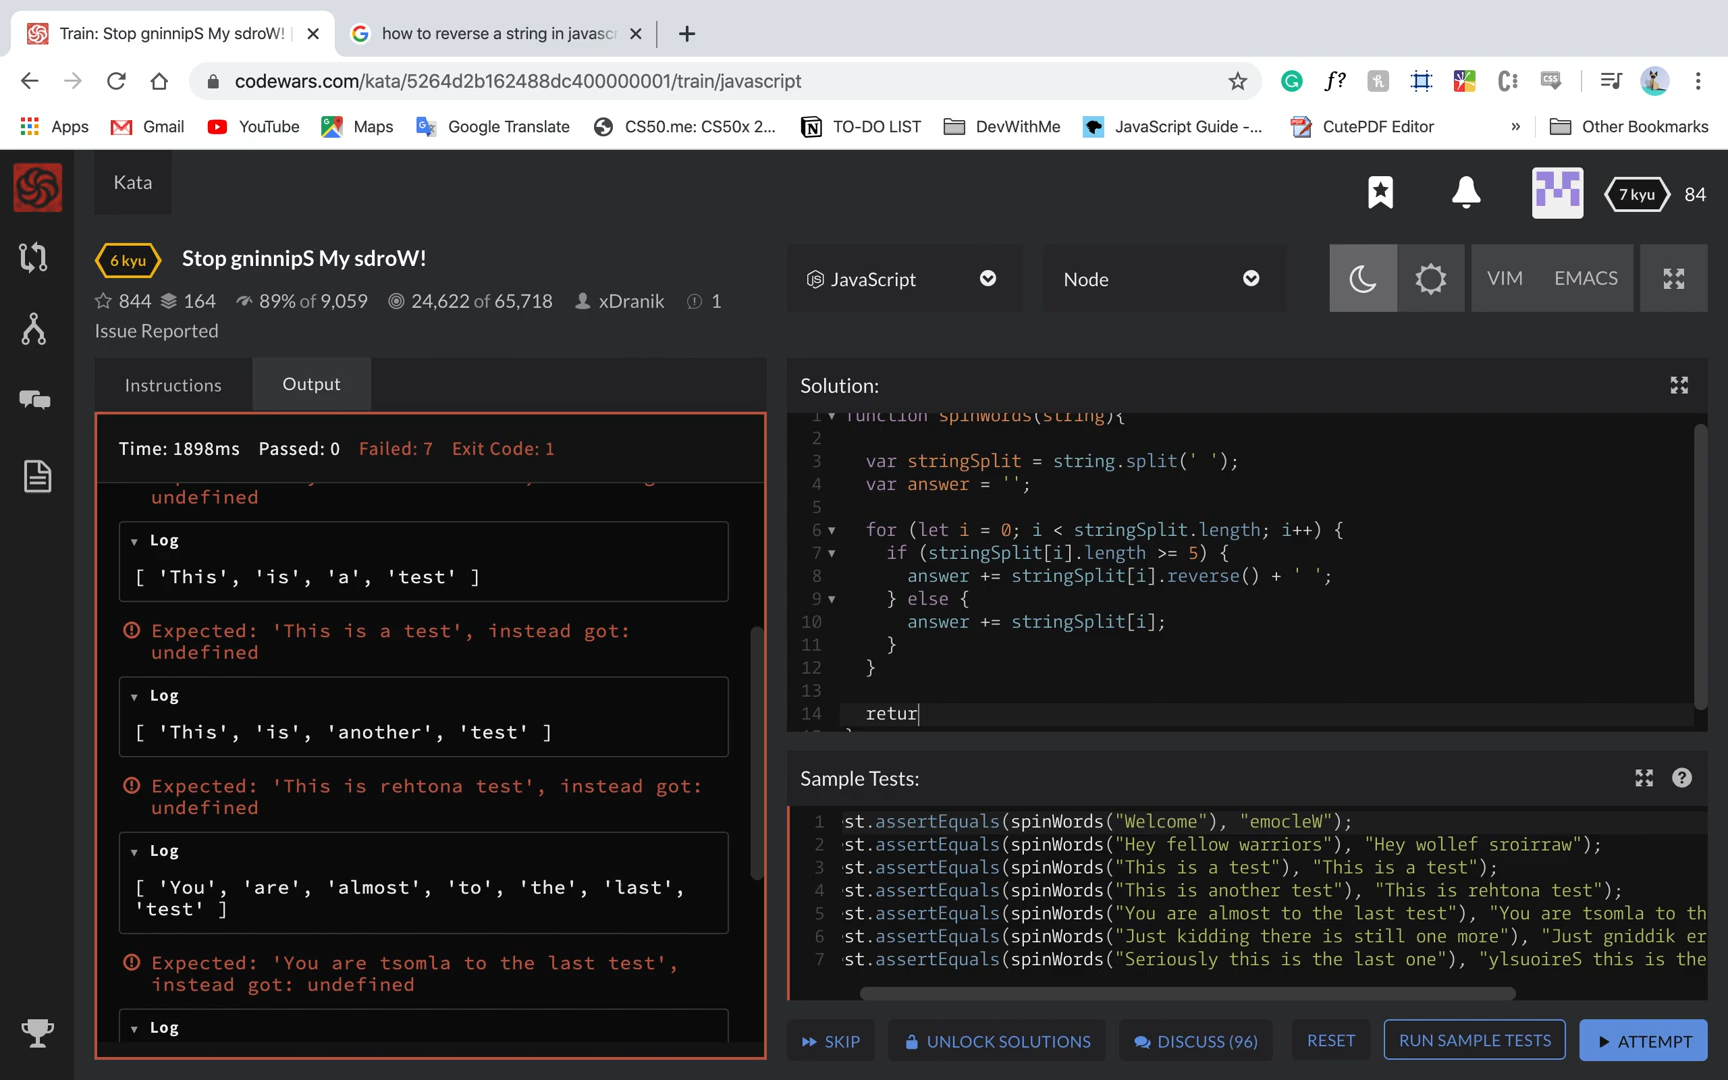 Train: Stop gninnipS My sdroW!
how to reverse a string in javasc
codewars.com/kata/5264d2b162488dc400000001/train/javascript
f?
CSS
Apps
Gmail
YouTube
Maps
Google Translate
CS50.me: CS50x 2...
TO-DO LIST
DevWithMe
JavaScript Guide -...
CutePDF Editor
»
Other Bookmarks
Kata
7 kyu
84
6 kyu
Stop gninnipS My sdroW!
844
164
89% of 9,059
24,622 of 65,718
xDranik
1
Issue Reported
JavaScript
Node
VIM
EMACS
Instructions
Output
Time: 1898ms Passed: 0 Failed: 7 Exit Code: 1
undefined
Log
[ 'This', 'is', 'a', 'test' ]
Expected: 'This is a test', instead got:
undefined
Log
[ 'This', 'is', 'another', 'test' ]
Expected: 'This is rehtona test', instead got:
undefined
Log
[ 'You', 'are', 'almost', 'to', 'the', 'last',
'test' ]
Expected: 'You are tsomla to the last test',
instead got: undefined
Log
Solution:
1 function spinWords(string){
2
3 var stringSplit = string.split(' ');
4 var answer = '';
5
6 for (let i = 0; i < stringSplit.length; i++) {
7 if (stringSplit[i].length >= 5) {
8 answer += stringSplit[i].reverse() + ' ';
9 } else {
10 answer += stringSplit[i];
11 }
12 }
13
14 retur
Sample Tests:
1 st.assertEquals(spinWords("Welcome"), "emocleW");
2 st.assertEquals(spinWords("Hey fellow warriors"), "Hey wollef sroirraw");
3 st.assertEquals(spinWords("This is a test"), "This is a test");
4 st.assertEquals(spinWords("This is another test"), "This is rehtona test");
5 st.assertEquals(spinWords("You are almost to the last test"), "You are tsomla to th
6 st.assertEquals(spinWords("Just kidding there is still one more"), "Just gniddik er
7 st.assertEquals(spinWords("Seriously this is the last one"), "ylsuoireS this is the
SKIP
UNLOCK SOLUTIONS
DISCUSS (96)
RESET
RUN SAMPLE TESTS
ATTEMPT